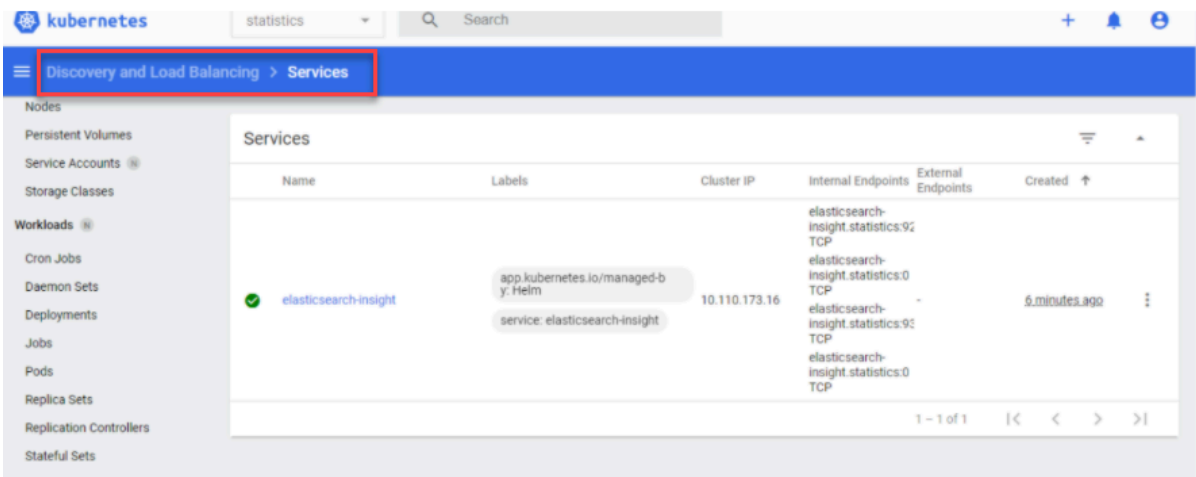 kubernetes
statistics
Search
Discovery and Load Balancing > Services
Nodes
Persistent Volumes
Service Accounts N
Storage Classes
Workloads N
Cron Jobs
Daemon Sets
Deployments
Jobs
Pods
Replica Sets
Replication Controllers
Stateful Sets
Services
Name
Labels
Cluster IP
Internal Endpoints
External
Endpoints
Created
elasticsearch-insight
app.kubernetes.io/managed-b
y: Helm
service: elasticsearch-insight
10.110.173.16
elasticsearch-
insight.statistics:92
TCP
elasticsearch-
insight.statistics:0
TCP
elasticsearch-
insight.statistics:93
TCP
elasticsearch-
insight.statistics:0
TCP
-
6 minutes ago
1 – 1 of 1